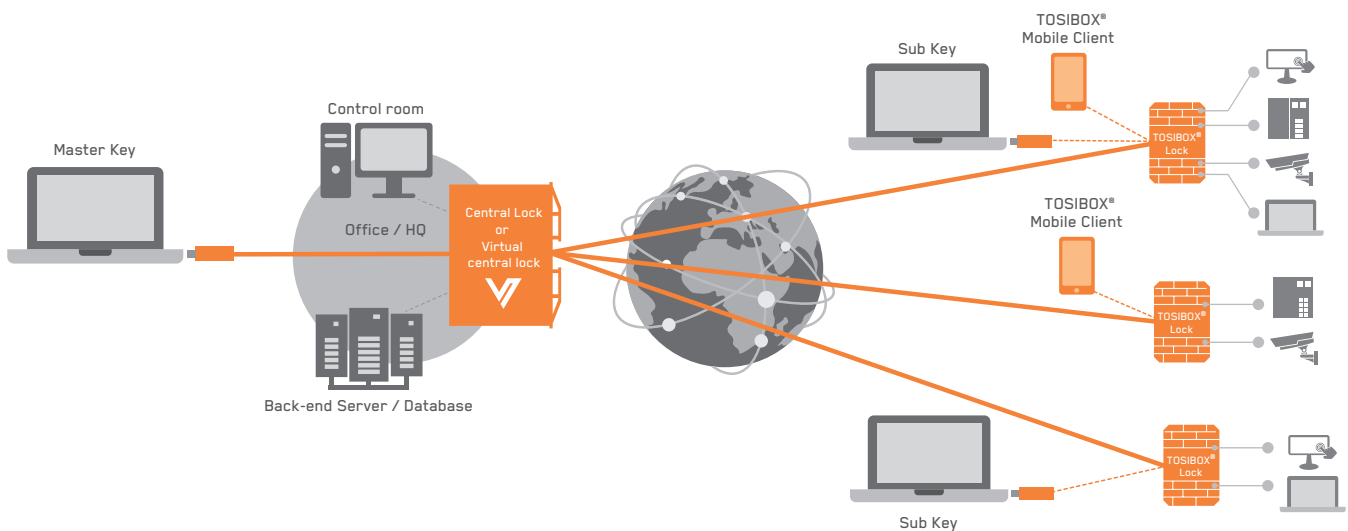 Master Key
Control room
Office / HQ
Central Lock
or
Virtual
central lock
Back-end Server / Database
Sub Key
TOSIBOX®
Mobile Client
TOSIBOX®
Lock
TOSIBOX®
Mobile Client
TOSIBOX®
Lock
Sub Key
TOSIBOX®
Lock